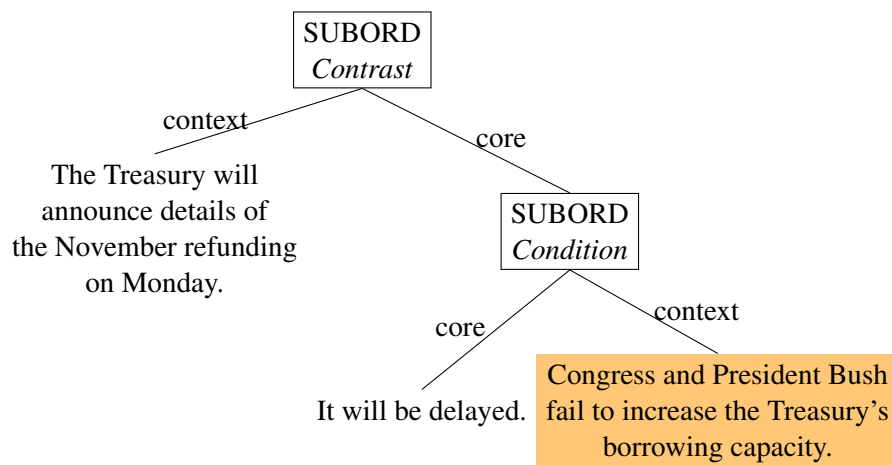 SUBORD
Contrast
context
core
The Treasury will
announce details of
the November refunding
on Monday.
SUBORD
Condition
core
context
It will be delayed.
Congress and President Bush
fail to increase the Treasury's
borrowing capacity.